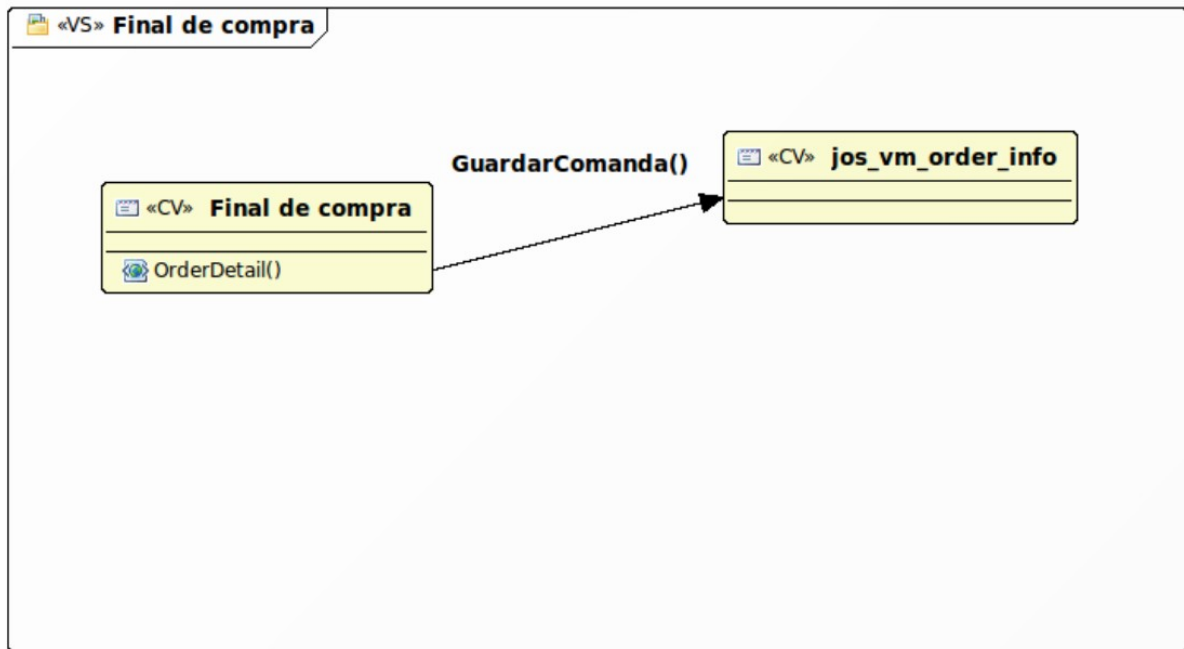 «VS» Final de compra
GuardarComanda()
«CV» jos_vm_order_info
«CV» Final de compra
OrderDetail()